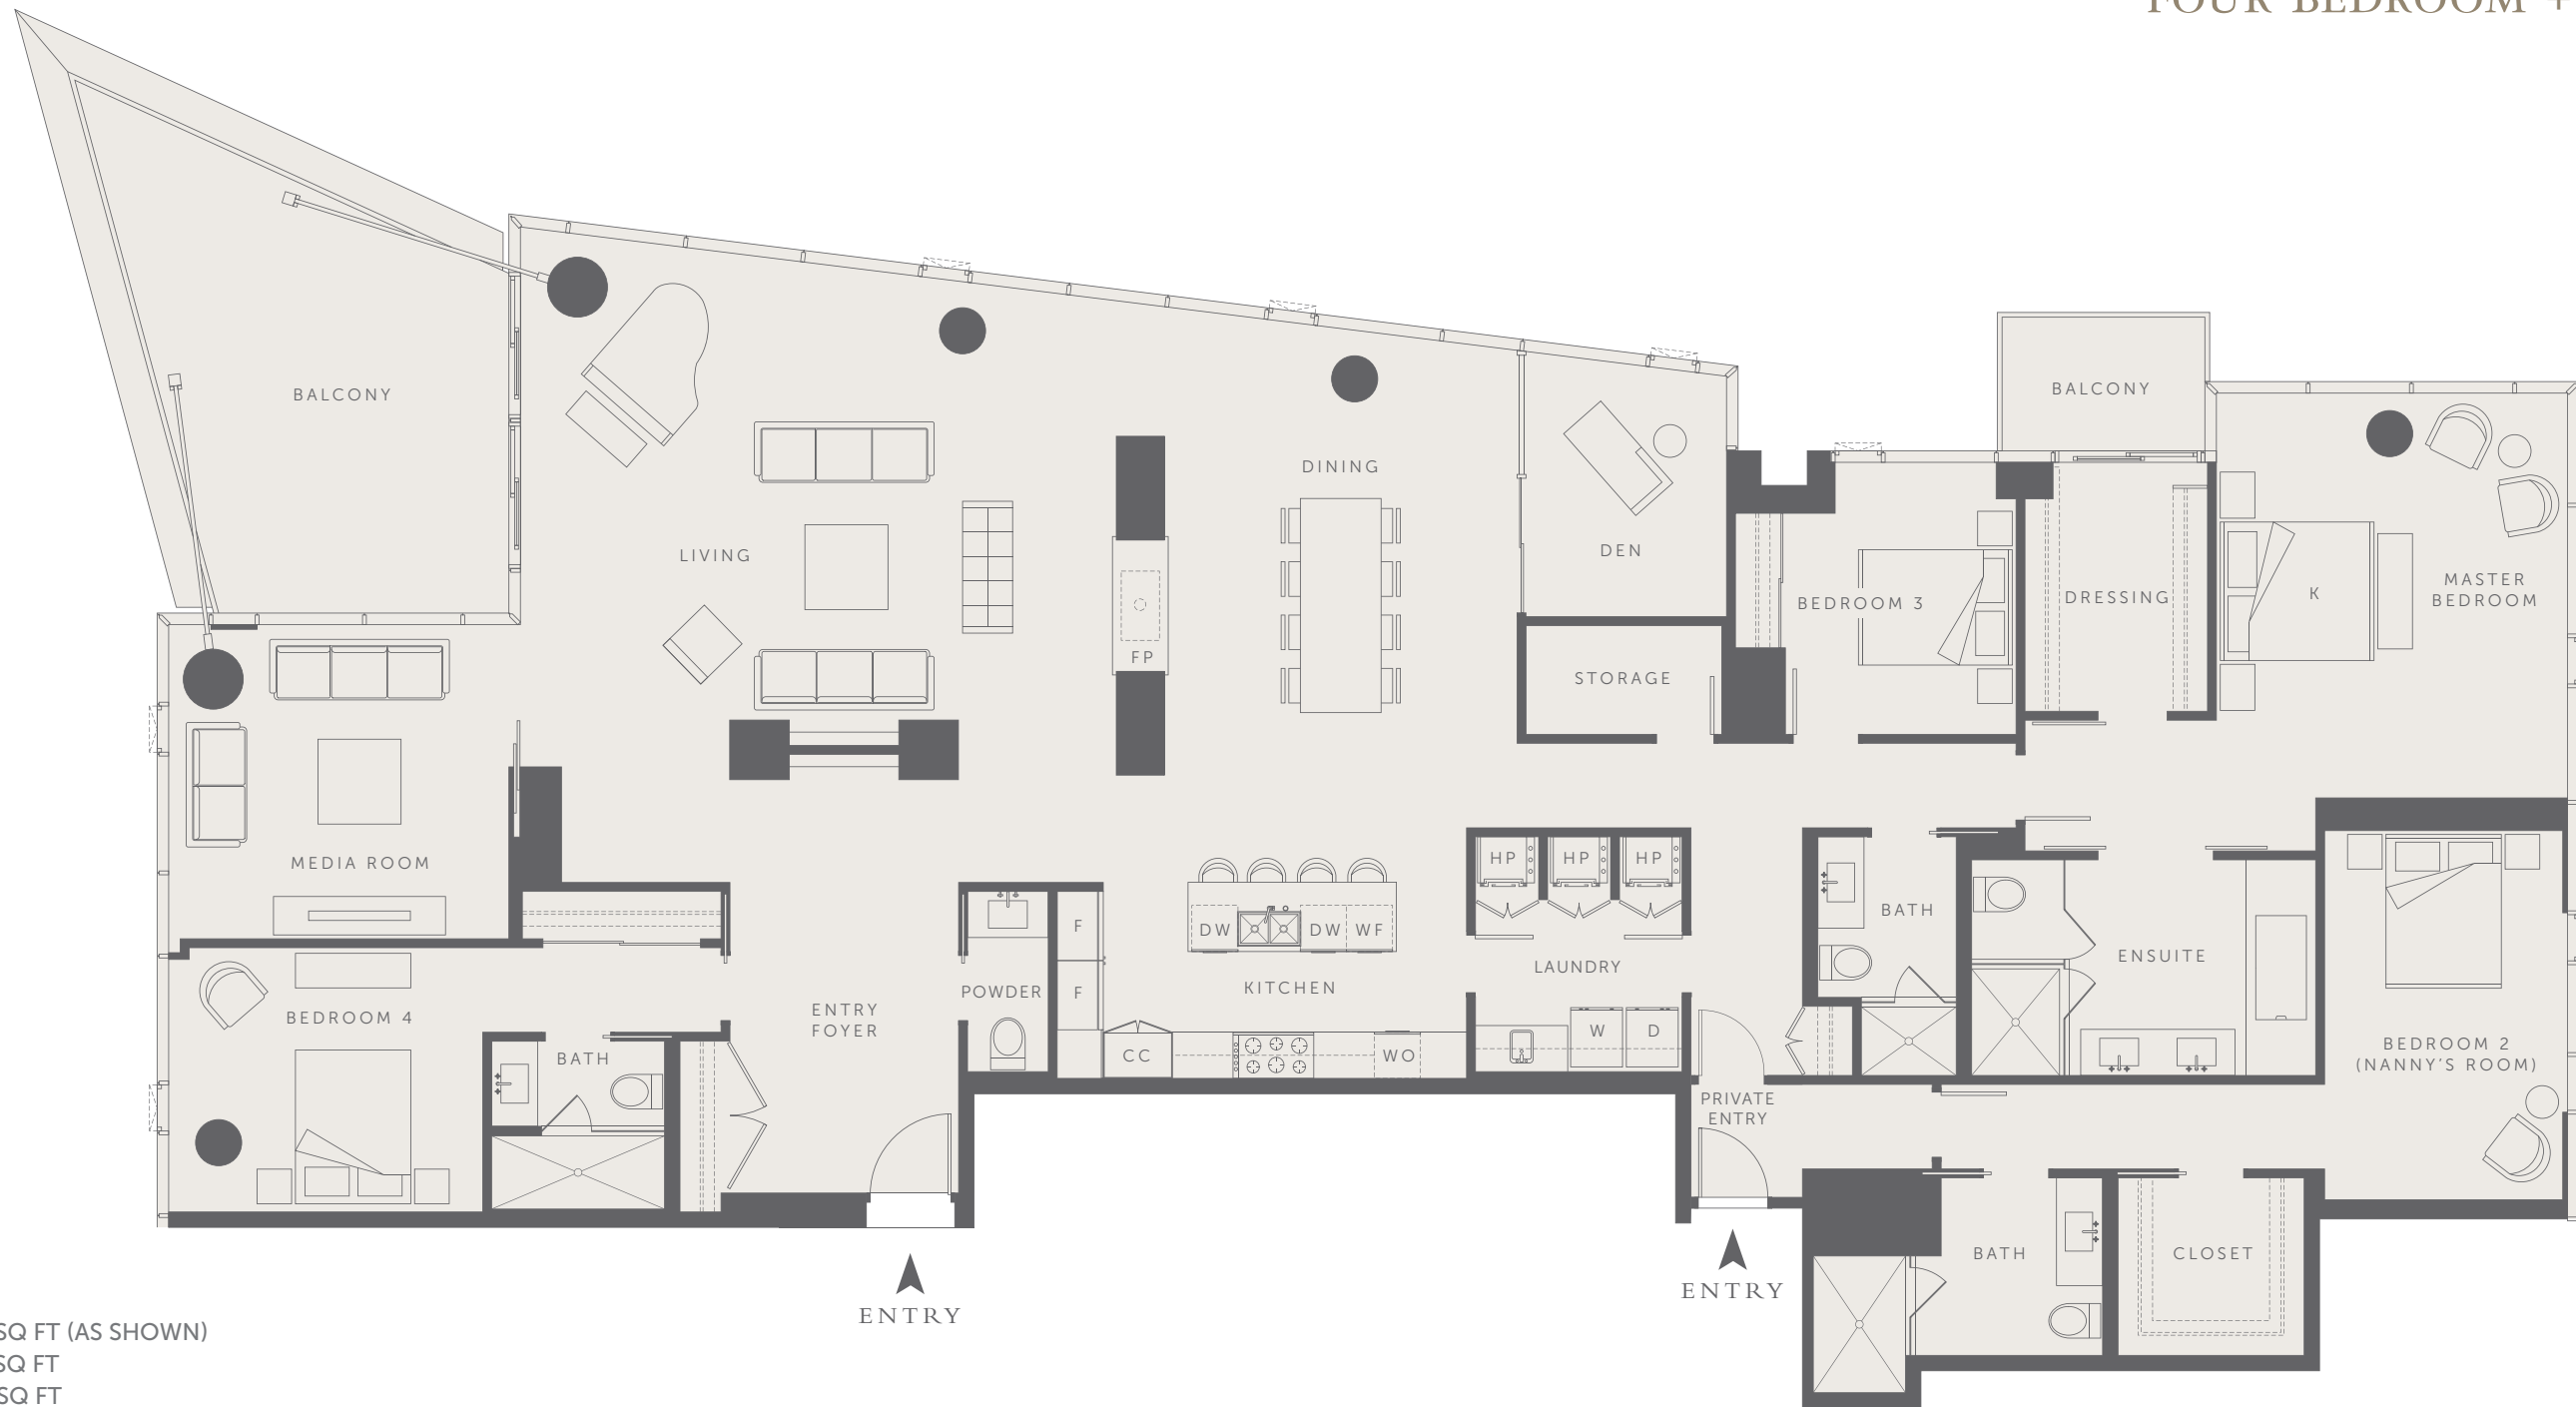 FOUR BEDROOM +
BALCONY
BALCONY
DINING
LIVING
DEN
MASTER
BEDROOM
K
DRESSING
BEDROOM 3
FP
STORAGE
MEDIA ROOM
HP
HP
HP
BATH
F
DW
DW
WF
ENSUITE
LAUNDRY
KITCHEN
POWDER
F
ENTRY
FOYER
BEDROOM 4
BATH
CC
WO
W
D
BEDROOM 2
(NANNY'S ROOM)
PRIVATE
ENTRY
BATH
CLOSET
ENTRY
ENTRY
SQ FT (AS SHOWN)
SQ FT
SQ FT